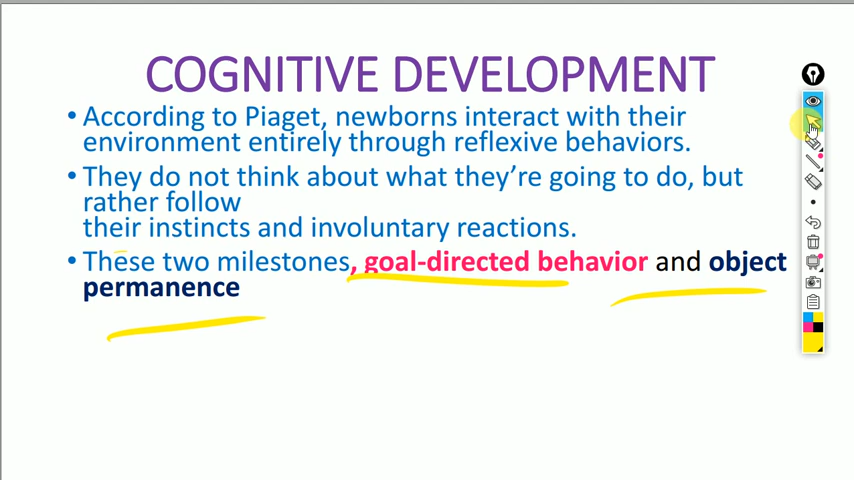 COGNITIVE DEVELOPMENT
• According to Piaget, newborns interact with their
environment entirely through reflexive behaviors.
• They do not think about what they’re going to do, but
rather follow
their instincts and involuntary reactions.
• These two milestones, goal-directed behavior and object
permanence